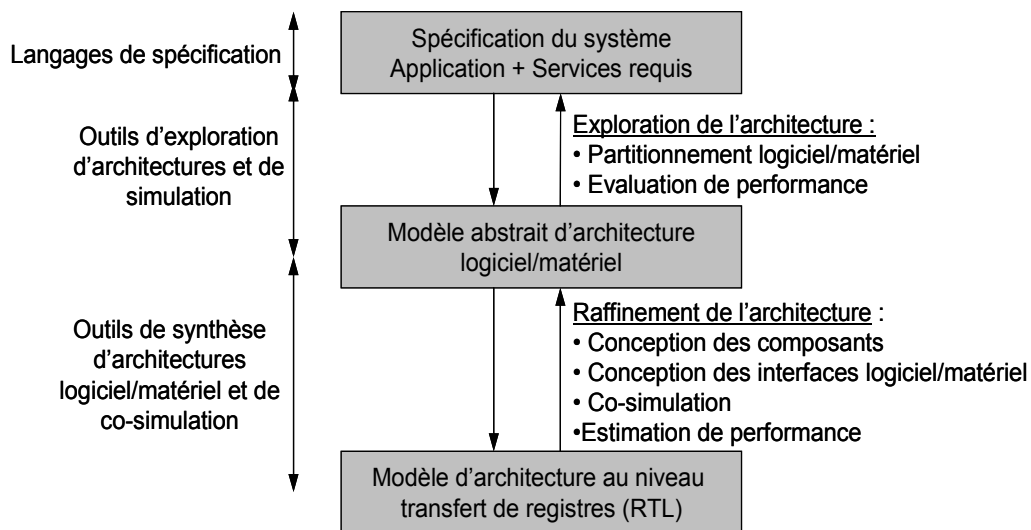 Spécification du système
Application + Services requis
Langages de spécification
Outils d'exploration
d'architectures et de
simulation
Exploration de l'architecture :
• Partitionnement logiciel/matériel
• Evaluation de performance
Modèle abstrait d'architecture
logiciel/matériel
Outils de synthèse
d'architectures
logiciel/matériel et de
co-simulation
Raffinement de l'architecture :
• Conception des composants
• Conception des interfaces logiciel/matériel
• Co-simulation
•Estimation de performance
Modèle d'architecture au niveau
transfert de registres (RTL)